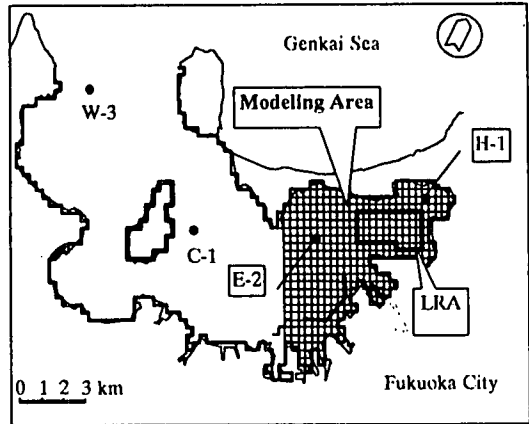 Genkai Sea
Modeling Area
W-3
H-1
C-1
E-2
LRA
0 1 2 3 km
Fukuoka City